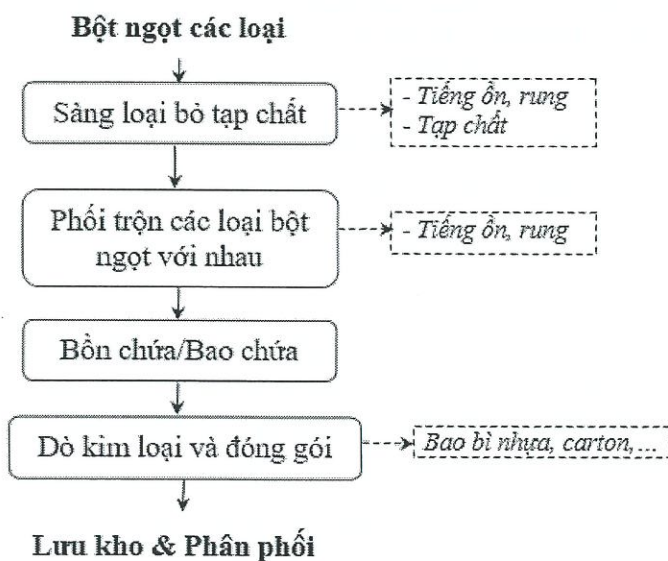 Bột ngọt các loại
Sàng loại bỏ tạp chất
- Tiếng ồn, rung
- Tạp chất
Phối trộn các loại bột
ngọt với nhau
- Tiếng ồn, rung
Bồn chứa/Bao chứa
Dò kim loại và đóng gói
Bao bì nhựa, carton,...
Lưu kho & Phân phối